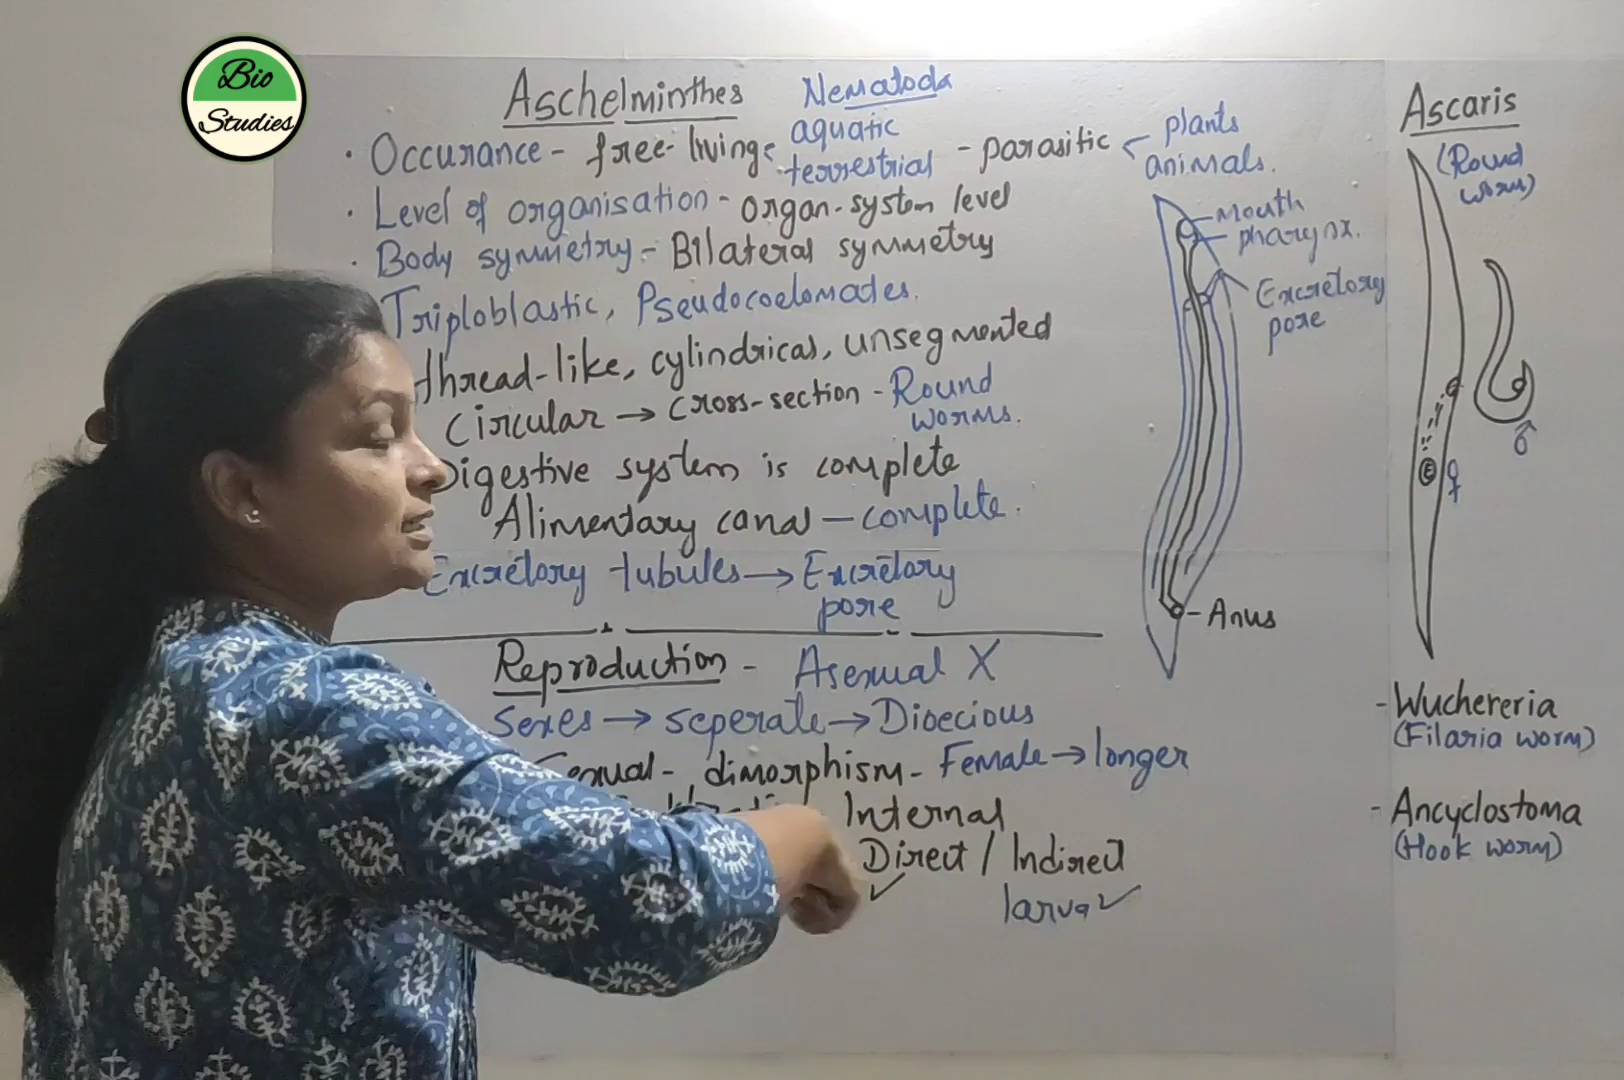 Bio
Studies
Aschelminthes Nematoda
• Occurance - free-living < aquatic terrestrial - parasitic < plants animals.
• Level of organisation - organ-system level
• Body symmetry - Bilateral symmetry
Triploblastic, Pseudocoelomades.
thread-like, cylindrical, unsegmented
circular → cross-section - Round worms.
Digestive system is complete
Alimentary canal - complete.
Excretory tubules → Excretory pore
Reproduction - Asexual X
Sexes → seperate → Dioecious
Sexual - dimorphism - Female → longer
Internal
Direct / Indirect
✓ larva ✓
Mouth
pharynx.
Excretory
pore
Anus
Ascaris
(Round
worm)
♂
♀
- Wuchereria
(Filaria worm)
- Ancyclostoma
(Hook worm)